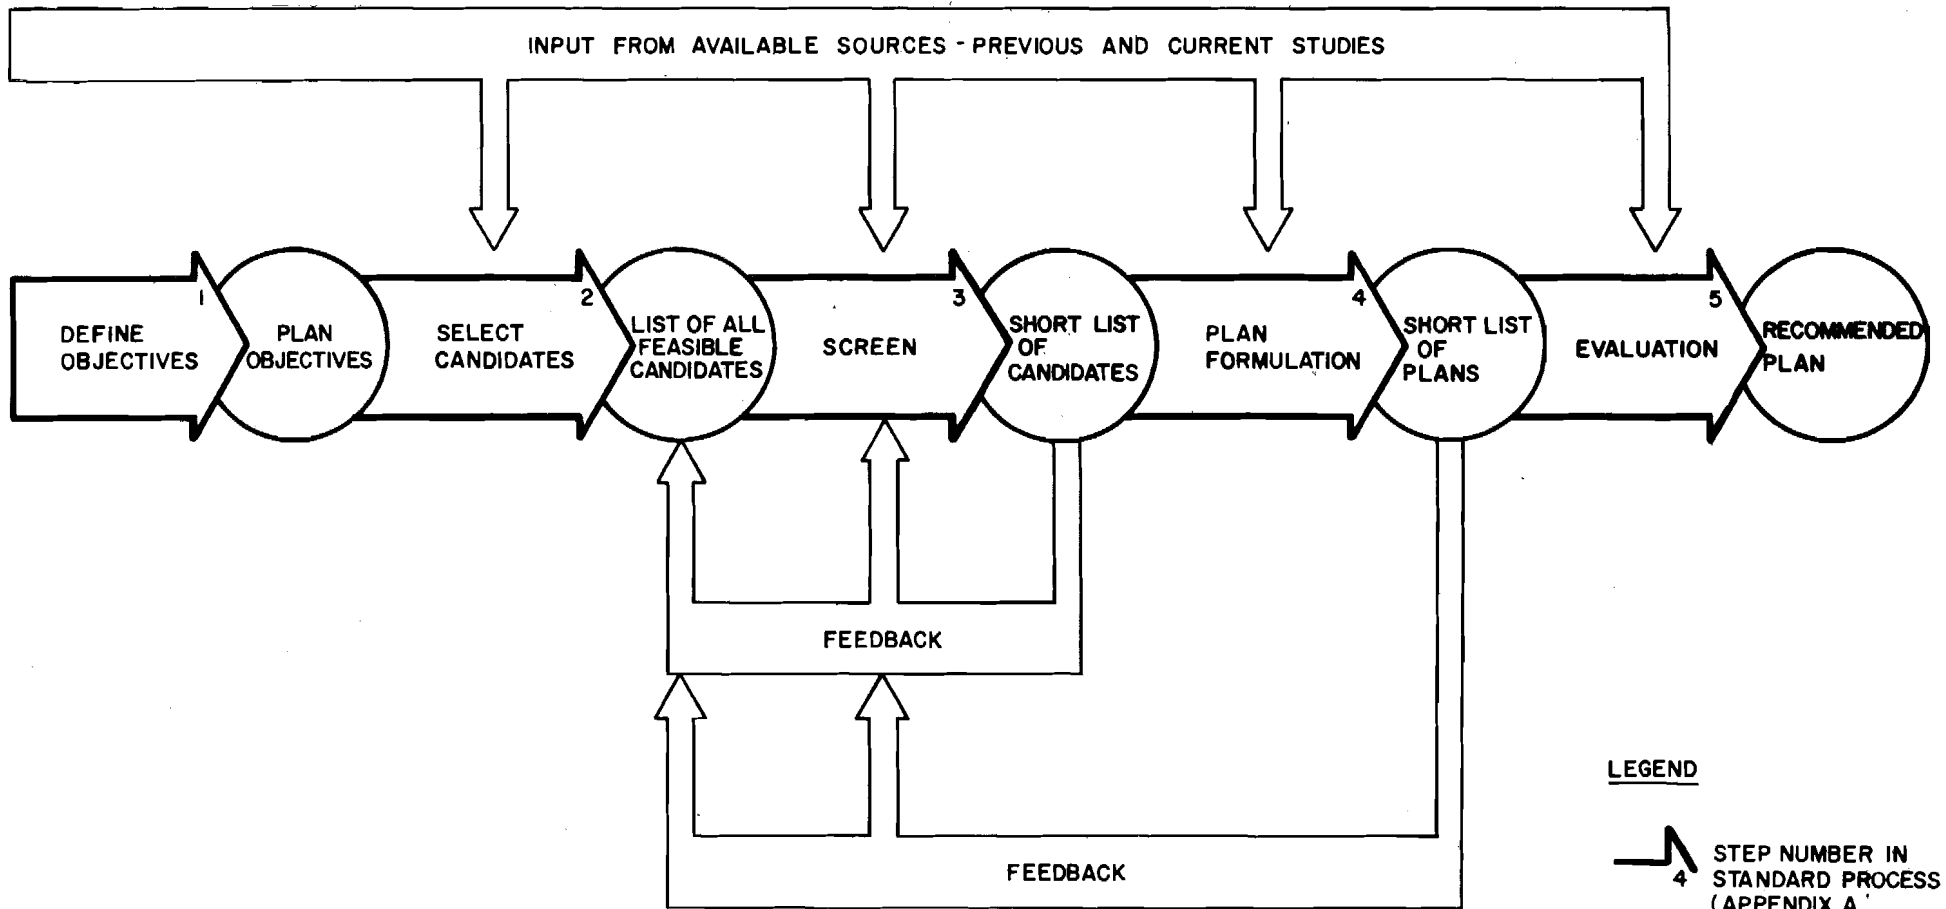 INPUT FROM AVAILABLE SOURCES - PREVIOUS AND CURRENT STUDIES
1
DEFINE
OBJECTIVES
PLAN
OBJECTIVES
2
SELECT
CANDIDATES
LIST OF ALL
FEASIBLE
CANDIDATES
3
SCREEN
SHORT LIST
OF
CANDIDATES
4
PLAN
FORMULATION
SHORT LIST
OF
PLANS
5
EVALUATION
RECOMMENDED
PLAN
FEEDBACK
FEEDBACK
LEGEND
4
STEP NUMBER IN
STANDARD PROCESS
(APPENDIX A